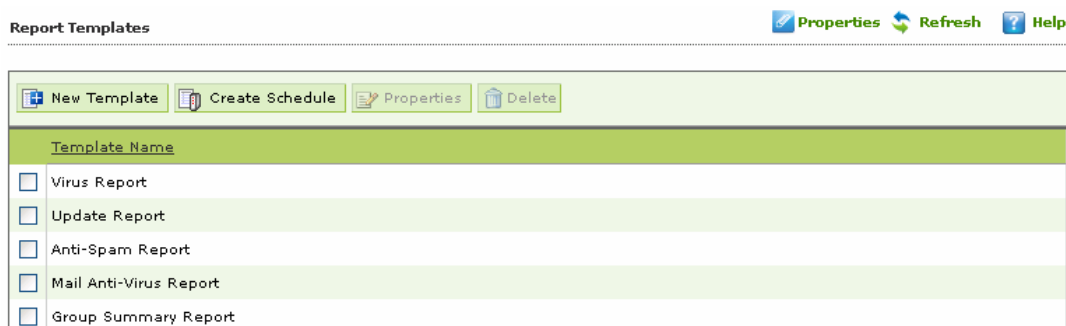 Report Templates
Properties Refresh Help
New Template Create Schedule Properties Delete
Template Name
Virus Report
Update Report
Anti-Spam Report
Mail Anti-Virus Report
Group Summary Report